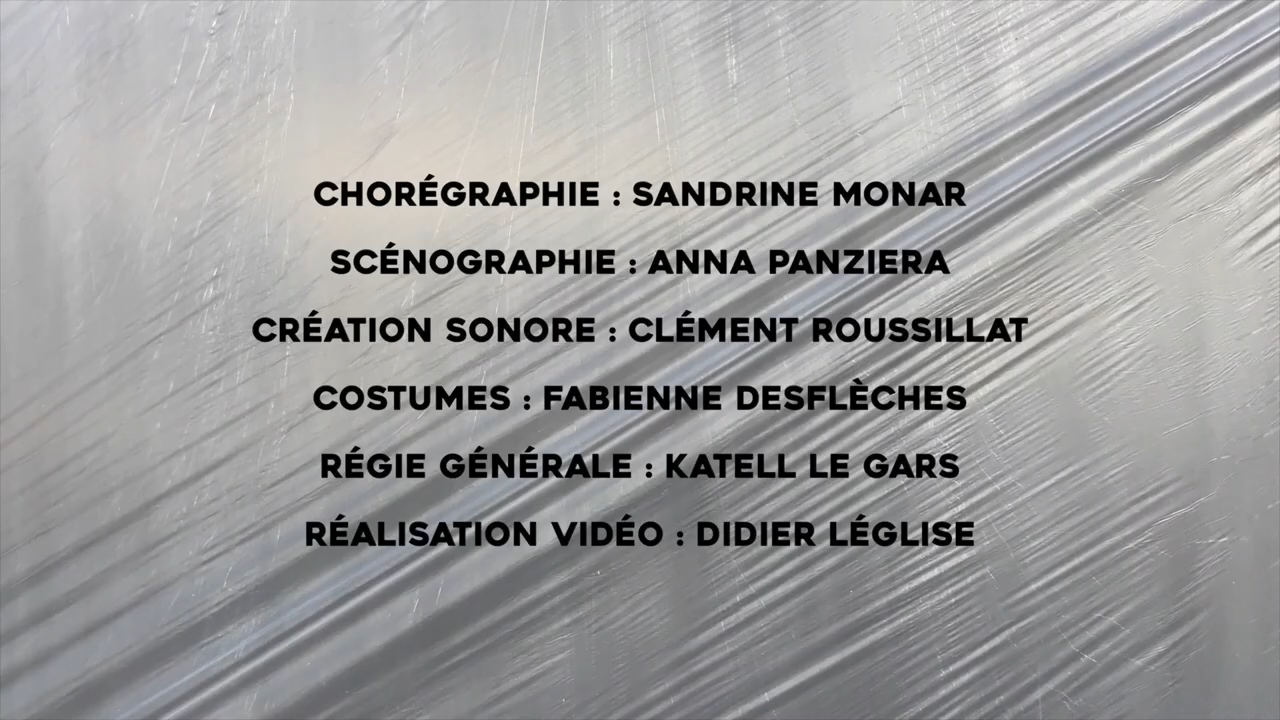 CHORÉGRAPHIE : SANDRINE MONAR
SCÉNOGRAPHIE : ANNA PANZIERA
CRÉATION SONORE : CLÉMENT ROUSSILLAT
COSTUMES : FABIENNE DESFLÈCHES
RÉGIE GÉNÉRALE : KATELL LE GARS
RÉALISATION VIDÉO : DIDIER LÉGLISE